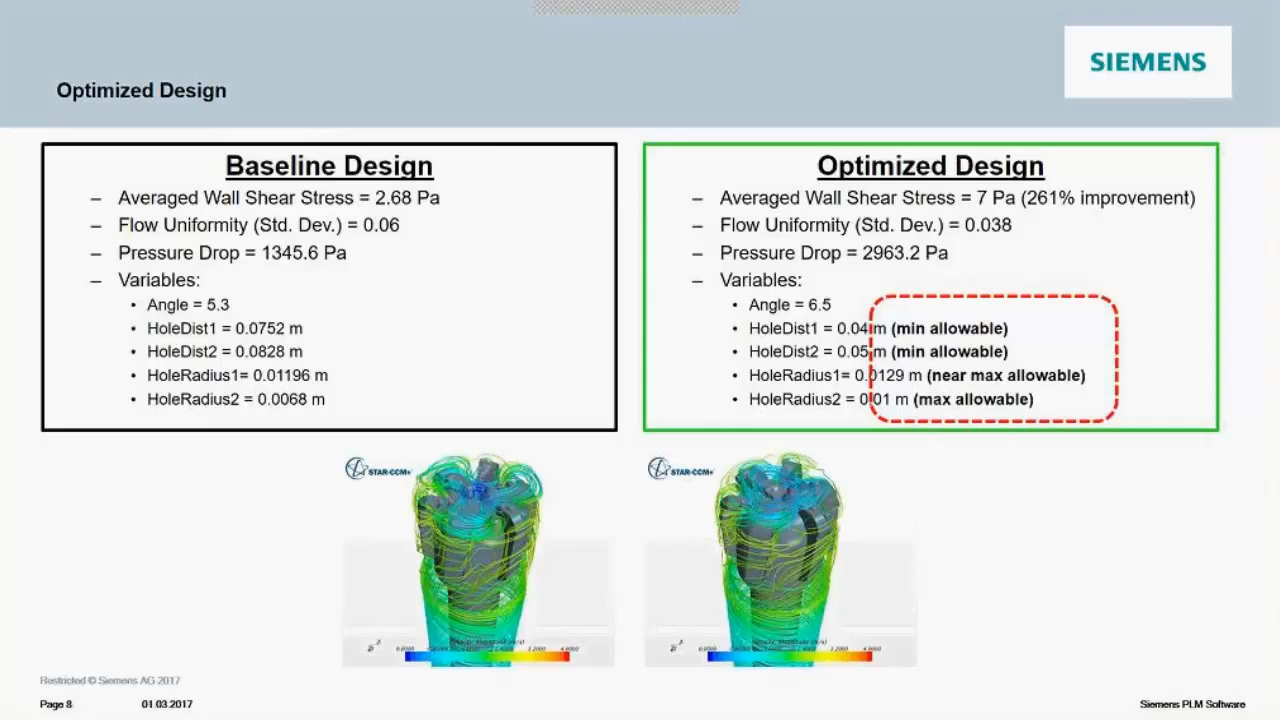 SIEMENS
Optimized Design
Baseline Design
– Averaged Wall Shear Stress = 2.68 Pa
– Flow Uniformity (Std. Dev.) = 0.06
– Pressure Drop = 1345.6 Pa
– Variables:
• Angle = 5.3
• HoleDist1 = 0.0752 m
• HoleDist2 = 0.0828 m
• HoleRadius1= 0.01196 m
• HoleRadius2 = 0.0068 m
Optimized Design
– Averaged Wall Shear Stress = 7 Pa (261% improvement)
– Flow Uniformity (Std. Dev.) = 0.038
– Pressure Drop = 2963.2 Pa
– Variables:
• Angle = 6.5
• HoleDist1 = 0.04 m (min allowable)
• HoleDist2 = 0.05 m (min allowable)
• HoleRadius1= 0.0129 m (near max allowable)
• HoleRadius2 = 0.01 m (max allowable)
STAR-CCM+
STAR-CCM+
Restricted © Siemens AG 2017
Page 8 01.03.2017 Siemens PLM Software